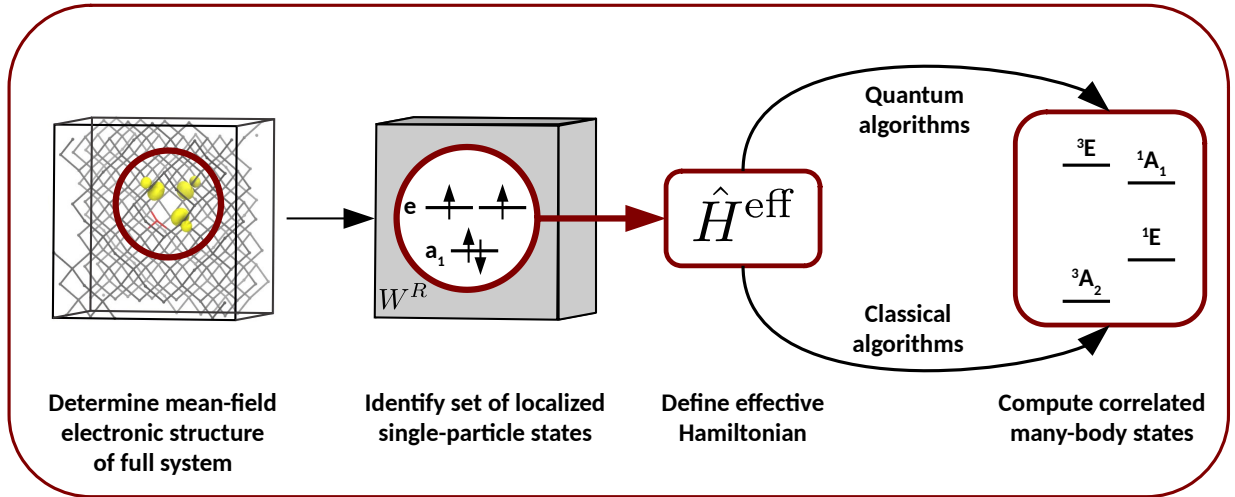 Quantum
algorithms
³E
¹A₁
¹E
³A₂
e
a₁
W^R
Ĥ^eff
Classical
algorithms
Determine mean-field
electronic structure
of full system
Identify set of localized
single-particle states
Define effective
Hamiltonian
Compute correlated
many-body states